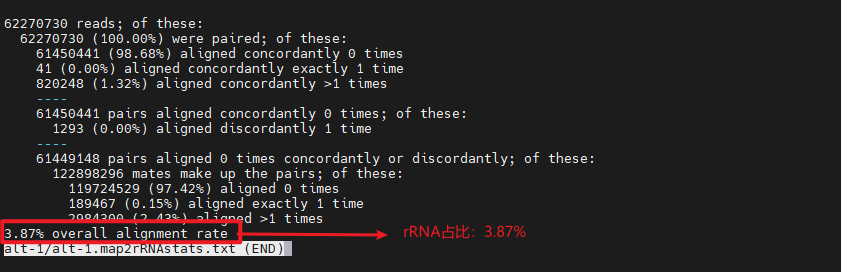 62270730 reads; of these:
  62270730 (100.00%) were paired; of these:
    61450441 (98.68%) aligned concordantly 0 times
    41 (0.00%) aligned concordantly exactly 1 time
    820248 (1.32%) aligned concordantly >1 times
    ----
    61450441 pairs aligned concordantly 0 times; of these:
      1293 (0.00%) aligned discordantly 1 time
    ----
    61449148 pairs aligned 0 times concordantly or discordantly; of these:
      122898296 mates make up the pairs; of these:
        119724529 (97.42%) aligned 0 times
        189467 (0.15%) aligned exactly 1 time
        2984300 (2.43%) aligned >1 times
3.87% overall alignment rate
rRNA占比：3.87%
alt-1/alt-1.map2rRNAstats.txt (END)